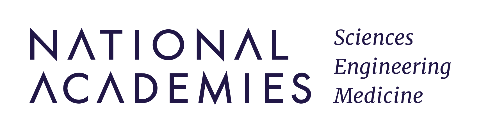 NATIONAL
ACADEMIES
Sciences
Engineering
Medicine